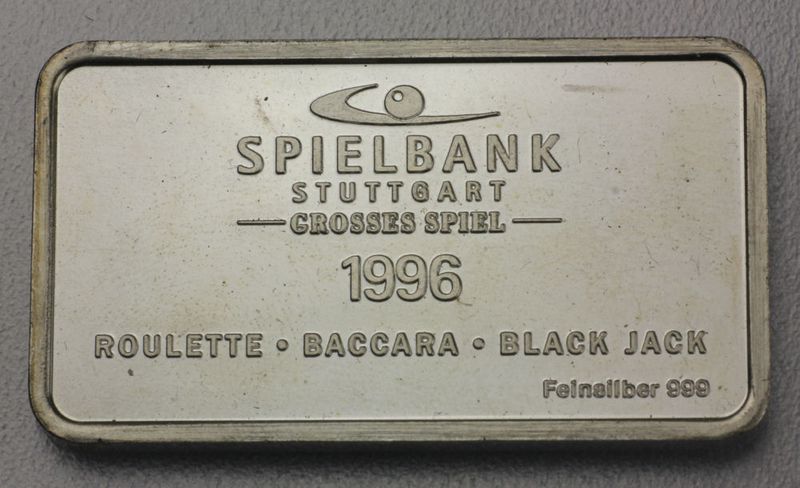 SPIELBANK
STUTTGART
GROSSES SPIEL
1996
ROULETTE • BACCARA • BLACK JACK
Feinsilber 999